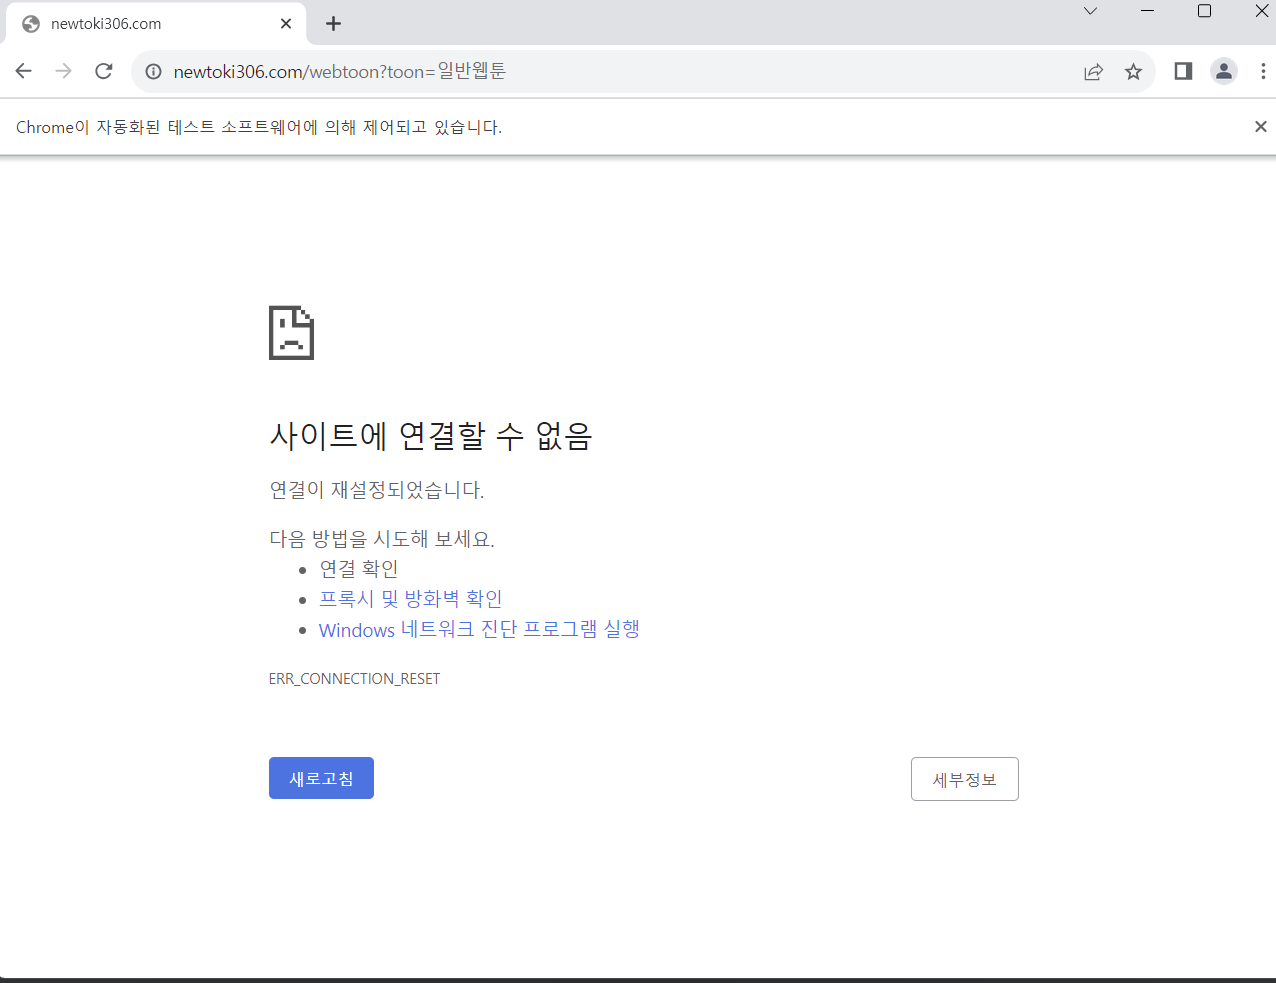 newtoki306.com
newtoki306.com/webtoon?toon=일반웹툰
Chrome이 자동화된 테스트 소프트웨어에 의해 제어되고 있습니다.
사이트에 연결할 수 없음
연결이 재설정되었습니다.
다음 방법을 시도해 보세요.
연결 확인
프록시 및 방화벽 확인
Windows 네트워크 진단 프로그램 실행
ERR_CONNECTION_RESET
새로고침
세부정보